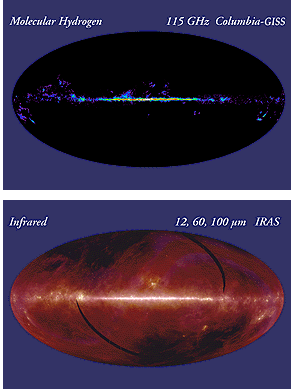 Molecular Hydrogen 115 GHz Columbia-GISS
Infrared 12, 60, 100 µm IRAS